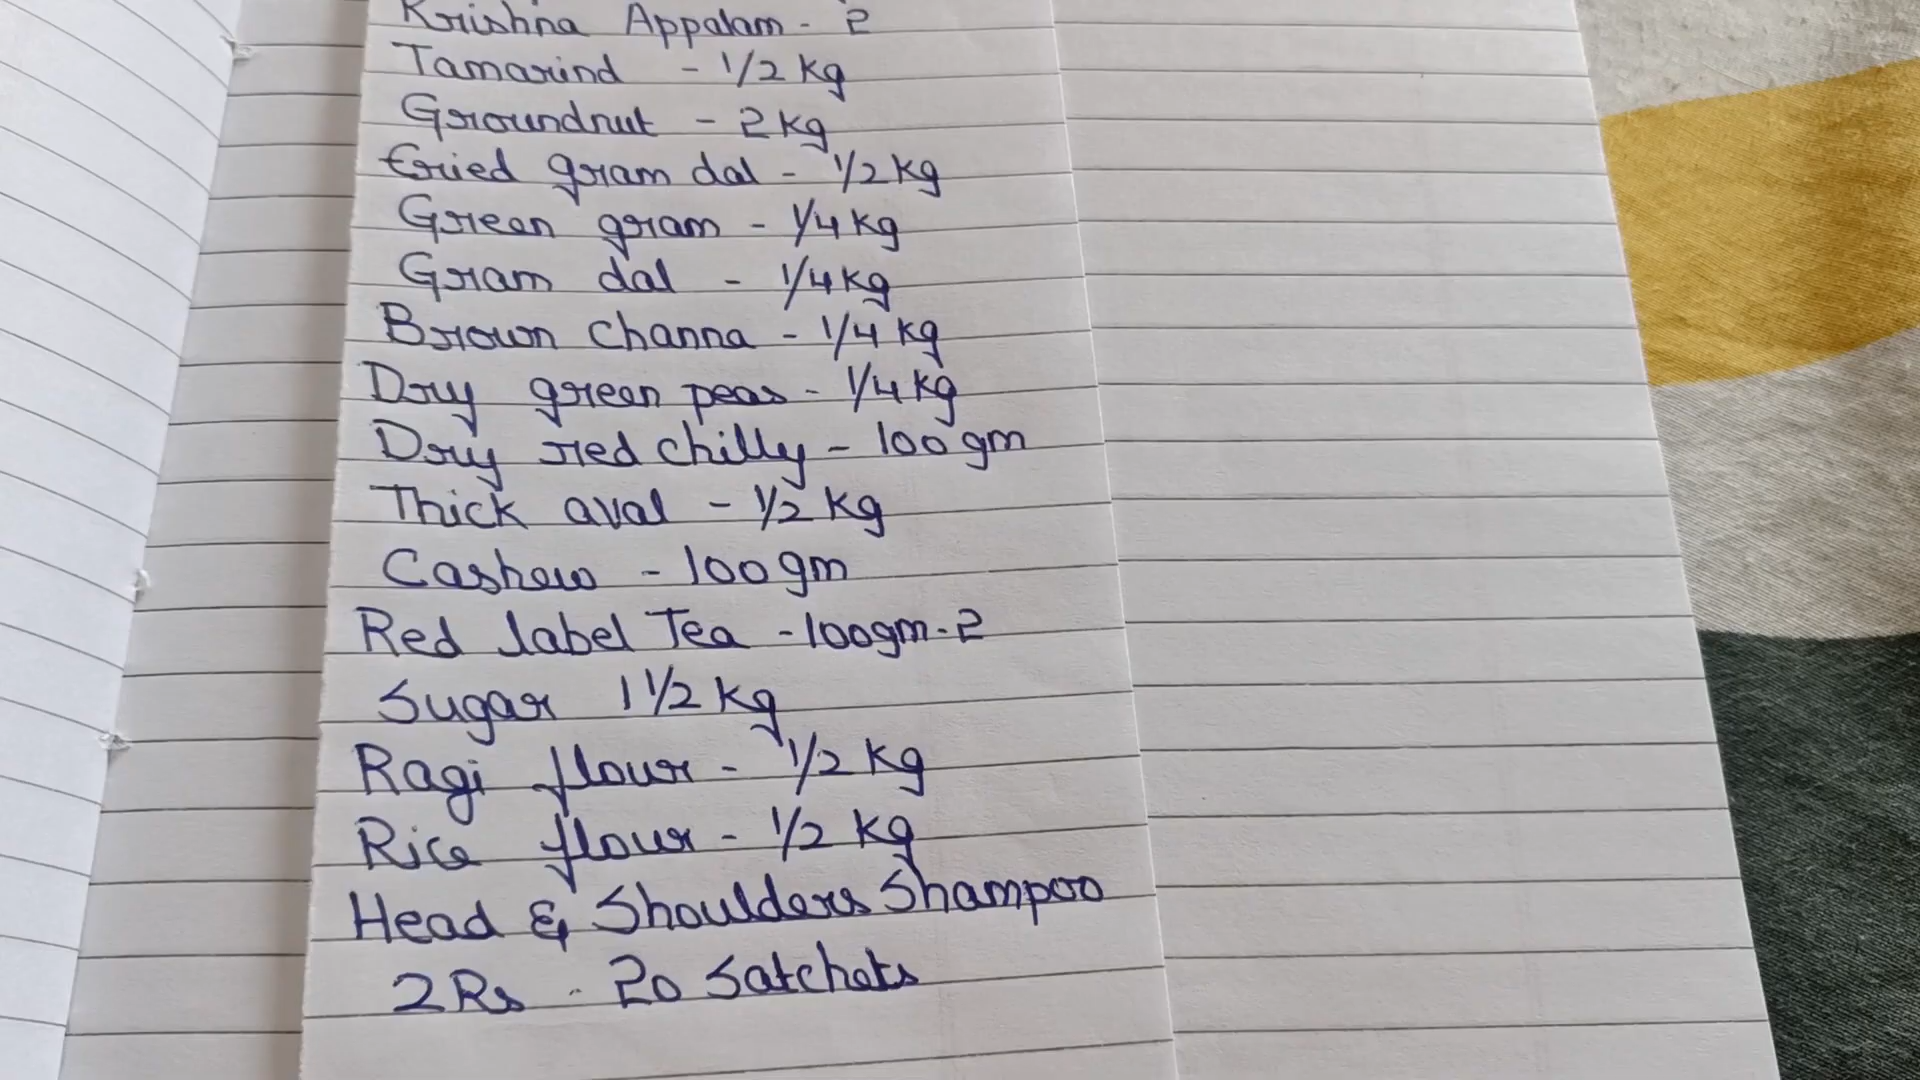 Krishna Appalam - 2
Tamarind - 1/2 kg
Groundnut - 2 kg
fried gram dal - 1/2 kg
Green gram - 1/4 kg
Gram dal - 1/4 kg
Brown Channa - 1/4 kg
Dry green peas - 1/4 kg
Dry red chilly - 100 gm
Thick aval - 1/2 kg
Cashew - 100 gm
Red label Tea - 100gm - 2
Sugar 1 1/2 kg
Ragi flour - 1/2 kg
Rice flour - 1/2 kg
Head & Shoulders Shampoo
2 Rs - 20 Satchets